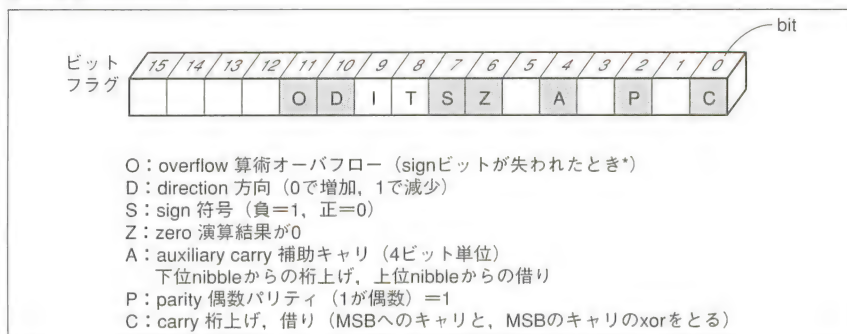 bit
ビット 15 14 13 12 11 10 9 8 7 6 5 4 3 2 1 0
フラグ O D I T S Z A P C
O：overflow 算術オーバフロー（signビットが失われたとき*）
D：direction 方向（0で増加，1で減少）
S：sign 符号（負＝1，正＝0）
Z：zero 演算結果が0
A：auxiliary carry 補助キャリ（4ビット単位）
下位nibbleからの桁上げ，上位nibbleからの借り
P：parity 偶数パリティ（1が偶数）＝1
C：carry 桁上げ，借り（MSBへのキャリと，MSBのキャリのxorをとる）